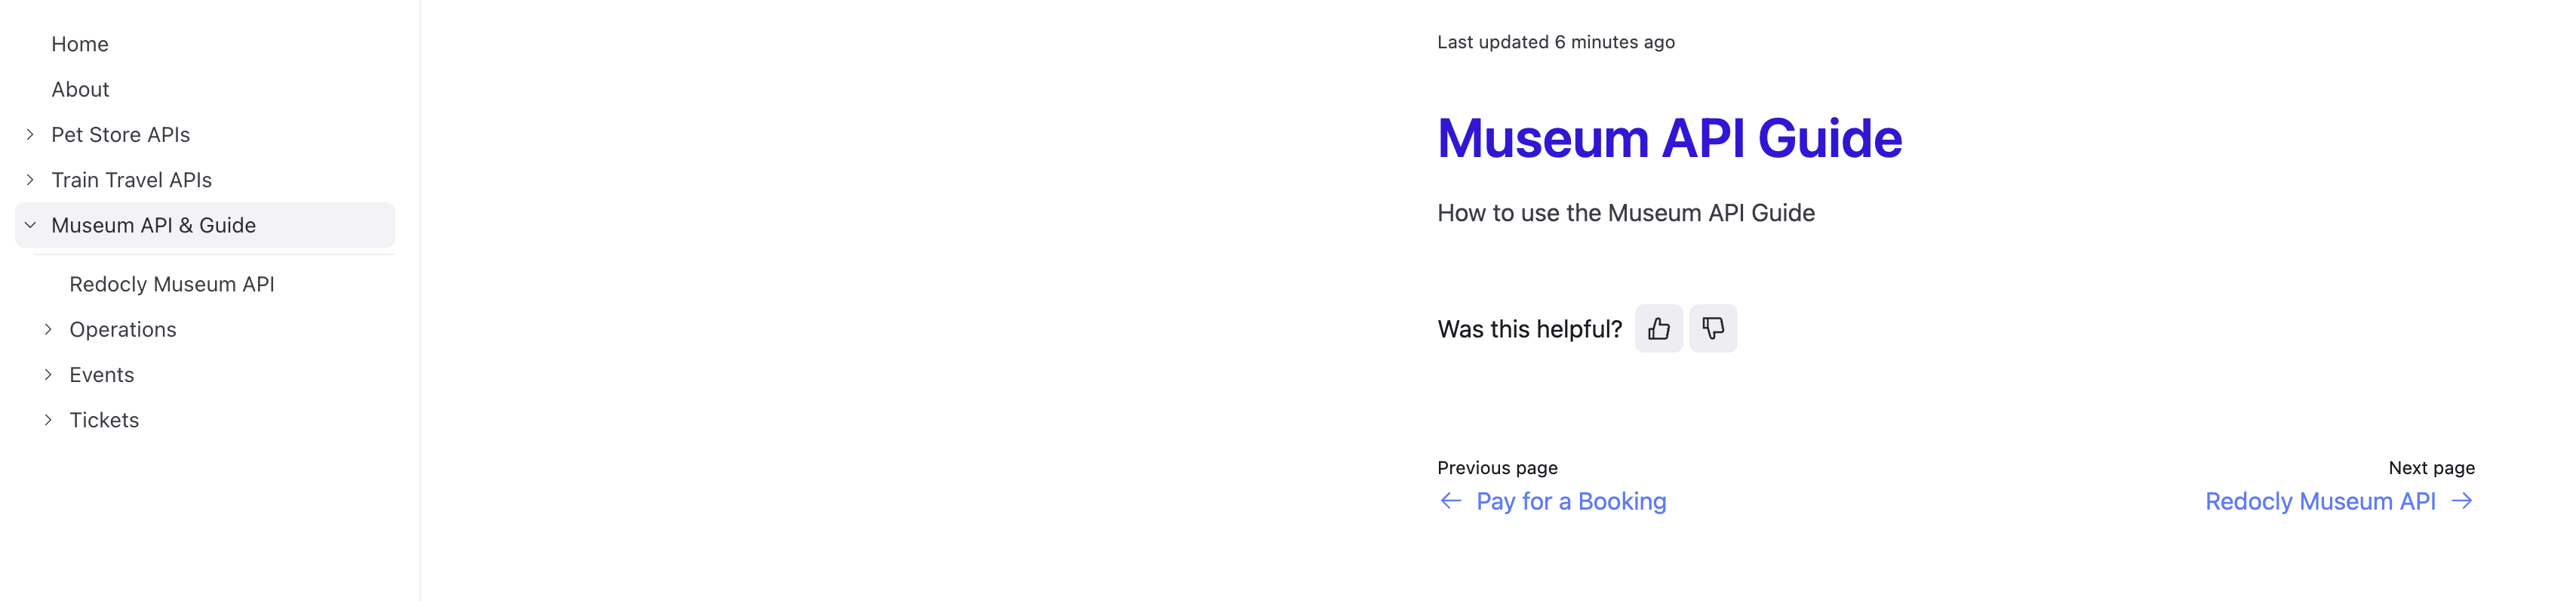 Home
About
Pet Store APIs
Train Travel APIs
Museum API & Guide
Redocly Museum API
Operations
Events
Tickets
Last updated 6 minutes ago
Museum API Guide
How to use the Museum API Guide
Was this helpful?
Previous page
Pay for a Booking
Next page
Redocly Museum API